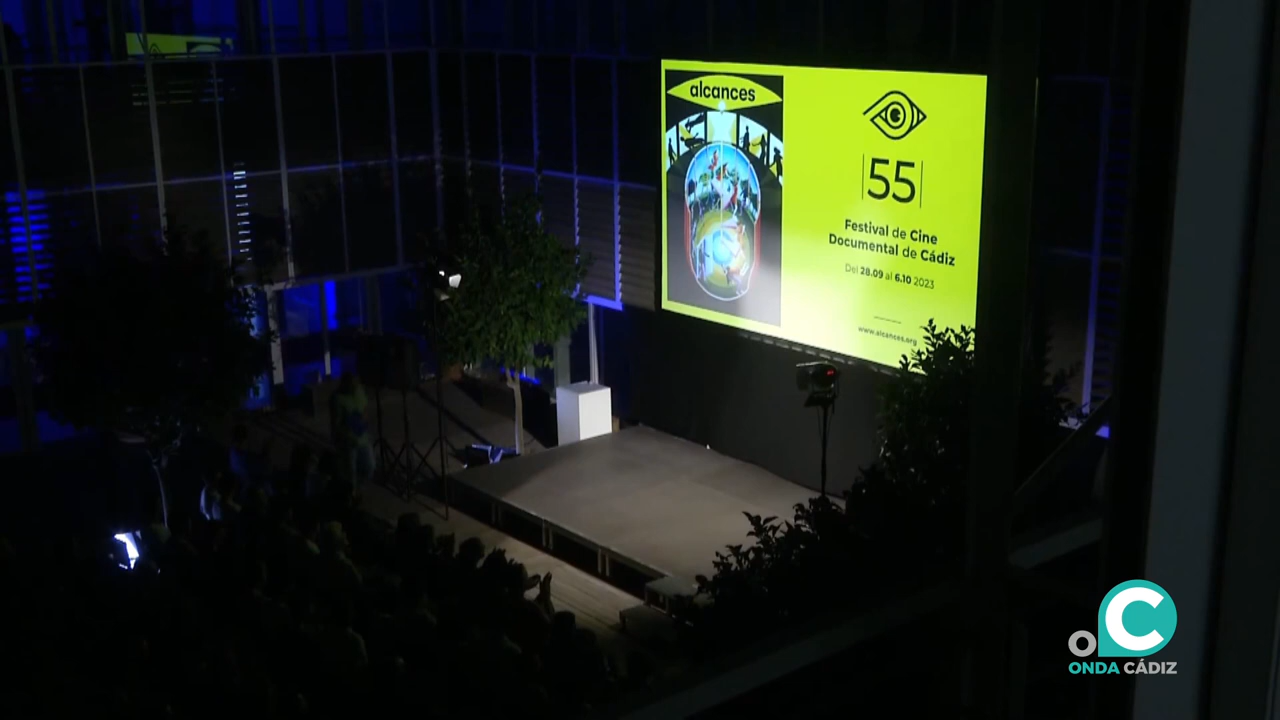 alcances
55
Festival de Cine
Documental de Cádiz
Del 28.09 al 6.10 2023
www.alcances.org
C
ONDA CÁDIZ